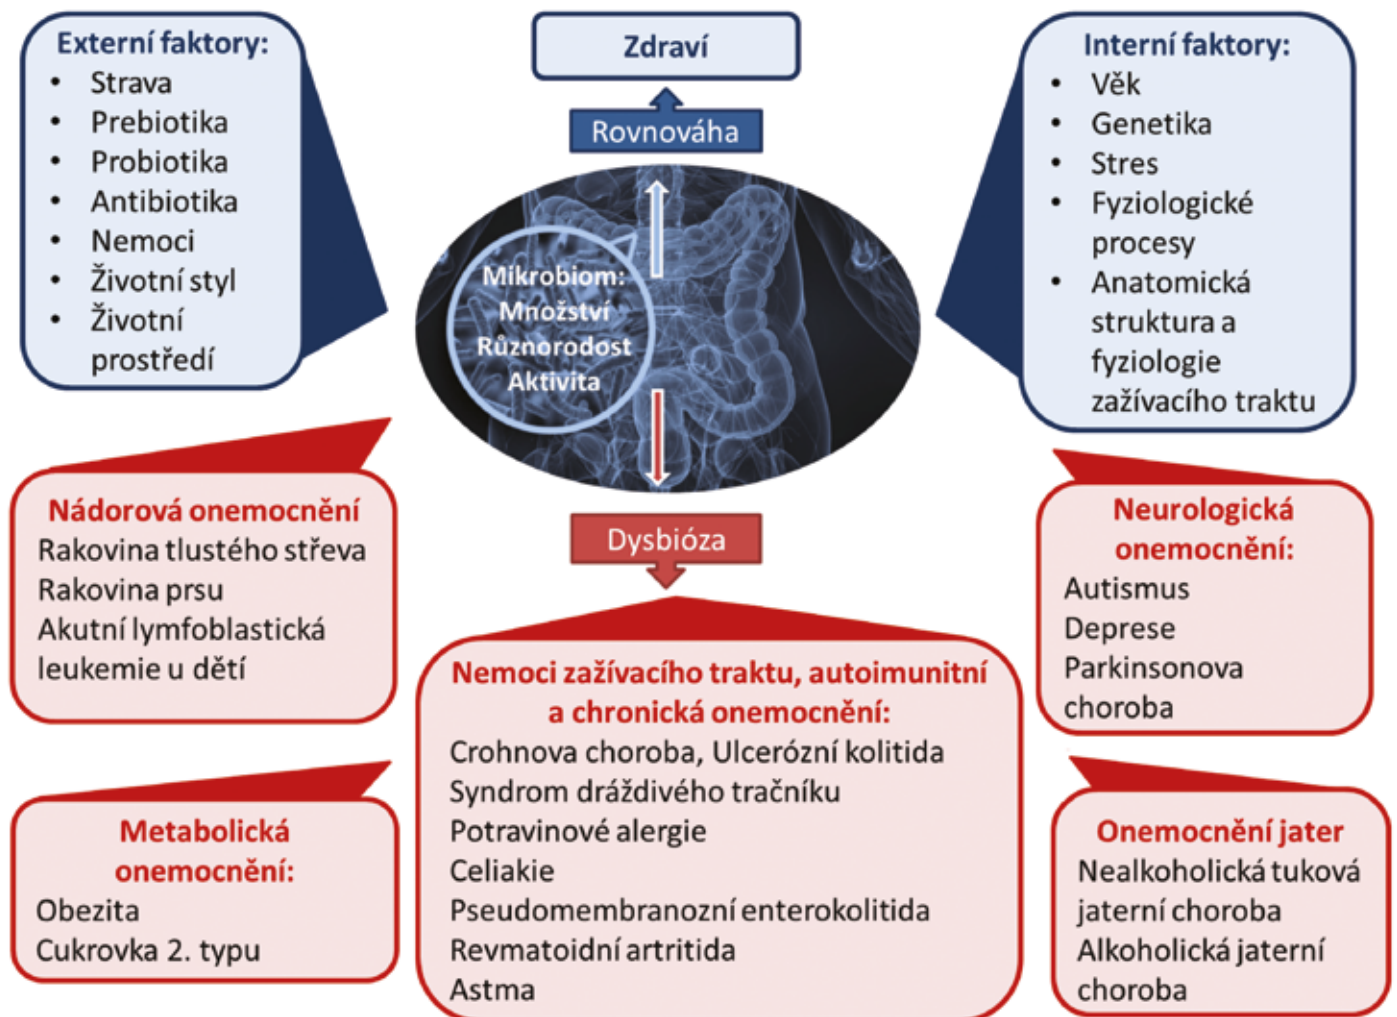 Externí faktory:
• Strava
• Prebiotika
• Probiotika
• Antibiotika
• Nemoci
• Životní styl
• Životní
prostředí
Zdraví
Rovnováha
Interní faktory:
• Věk
• Genetika
• Stres
• Fyziologické
procesy
• Anatomická
struktura a
fyziologie
zažívacího traktu
Mikrobiom:
Množství
Různorodost
Aktivita
Dysbióza
Nádorová onemocnění
Rakovina tlustého střeva
Rakovina prsu
Akutní lymfoblastická
leukemie u dětí
Neurologická
onemocnění:
Autismus
Deprese
Parkinsonova
choroba
Metabolická
onemocnění:
Obezita
Cukrovka 2. typu
Nemoci zažívacího traktu, autoimunitní
a chronická onemocnění:
Crohnova choroba, Ulcerózní kolitida
Syndrom dráždivého tračníku
Potravinové alergie
Celiakie
Pseudomembranozní enterokolitida
Revmatoidní artritida
Astma
Onemocnění jater
Nealkoholická tuková
jaterní choroba
Alkoholická jaterní
choroba